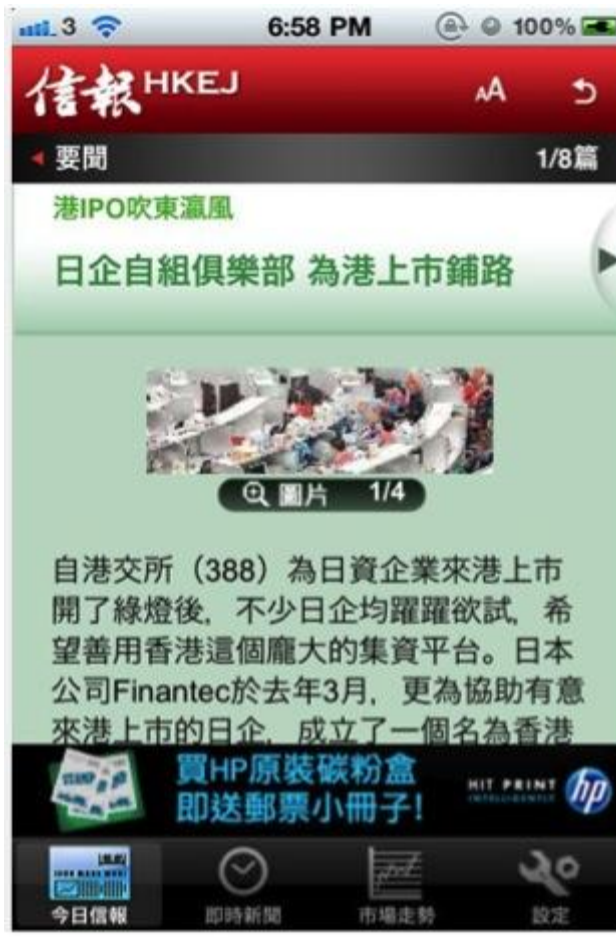 3
6:58 PM
100%
信報 HKEJ
AA
要聞
1/8篇
港IPO吹東瀛風
日企自組俱樂部 為港上市鋪路
圖片 1/4
自港交所（388）為日資企業來港上市
開了綠燈後，不少日企均躍躍欲試，希
望善用香港這個龐大的集資平台。日本
公司Finantec於去年3月，更為協助有意
來港上市的日企，成立了一個名為香港
買HP原裝碳粉盒
即送郵票小冊子!
HIT PRINT
INTELLIGENTLY
hp
今日信報
即時新聞
市場走勢
設定